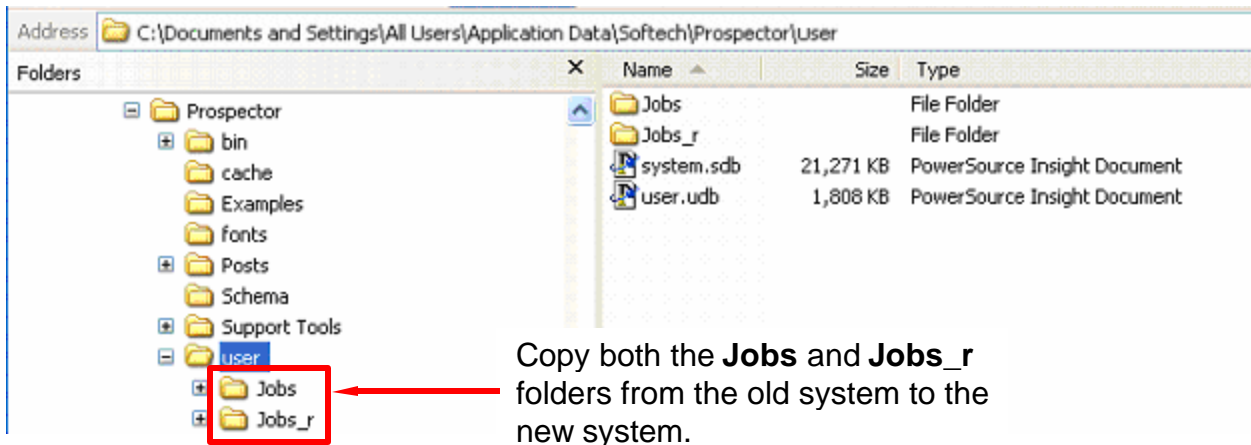 Address C:\Documents and Settings\All Users\Application Data\Softech\Prospector\User
Folders
Prospector
bin
cache
Examples
fonts
Posts
Schema
Support Tools
user
Jobs
Jobs_r
Name Size Type
Jobs File Folder
Jobs_r File Folder
system.sdb 21,271 KB PowerSource Insight Document
user.udb 1,808 KB PowerSource Insight Document
Copy both the Jobs and Jobs_r
folders from the old system to the
new system.